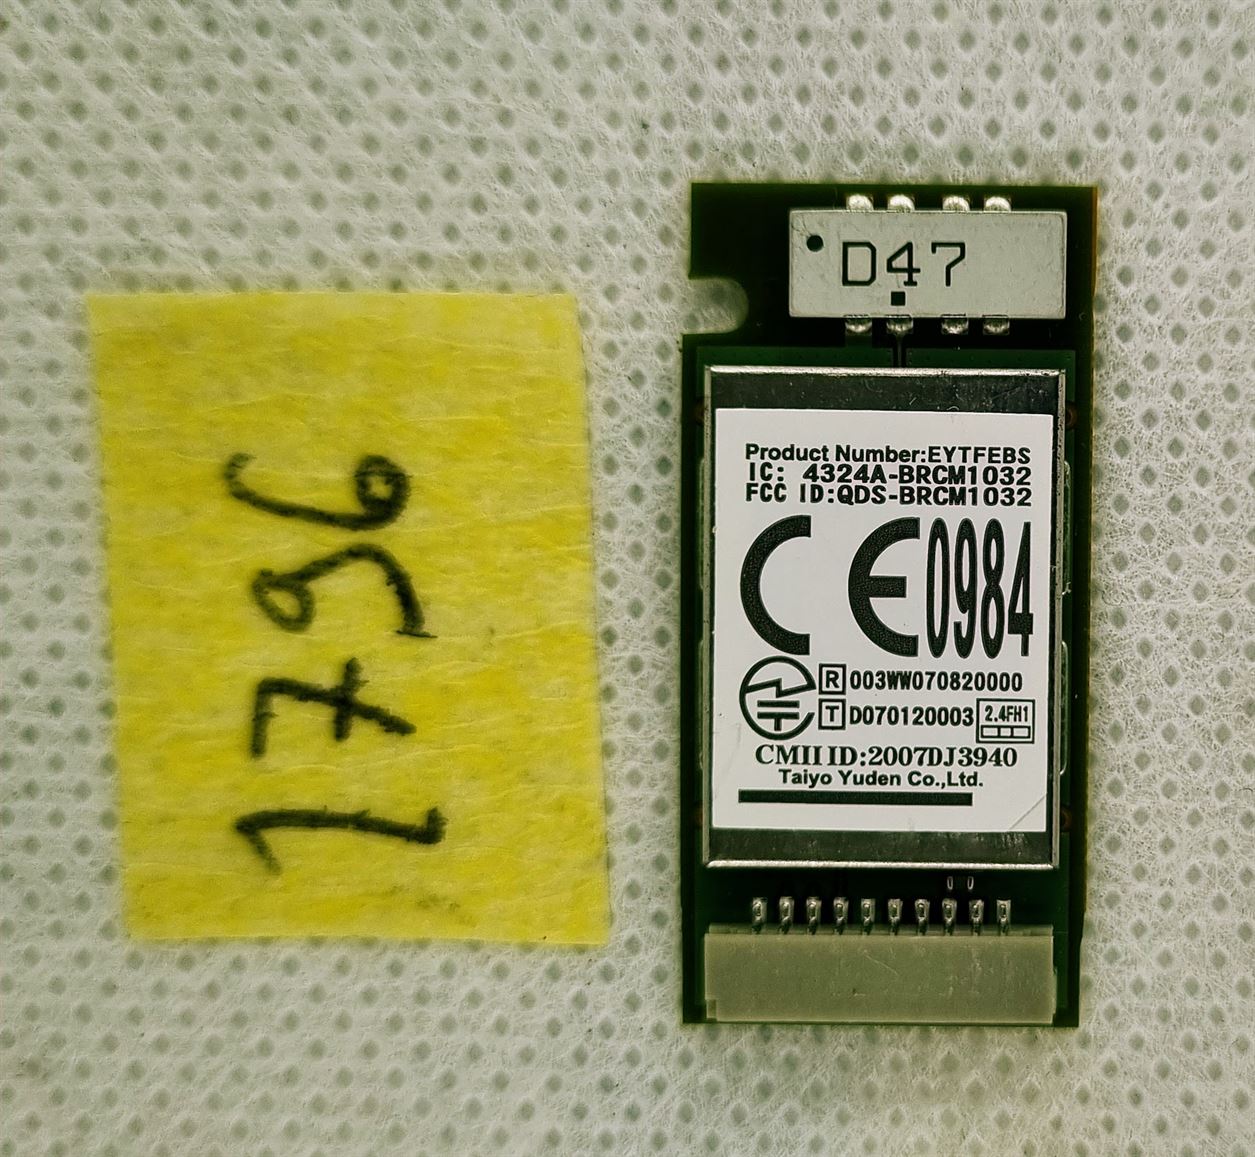 1796
D47
Product Number:EYTFEBS
IC: 4324A-BRCM1032
FCC ID:QDS-BRCM1032
CE0984
R 003WW070820000
T D070120003 2.4FH1
CMII ID:2007DJ3940
Taiyo Yuden Co.,Ltd.